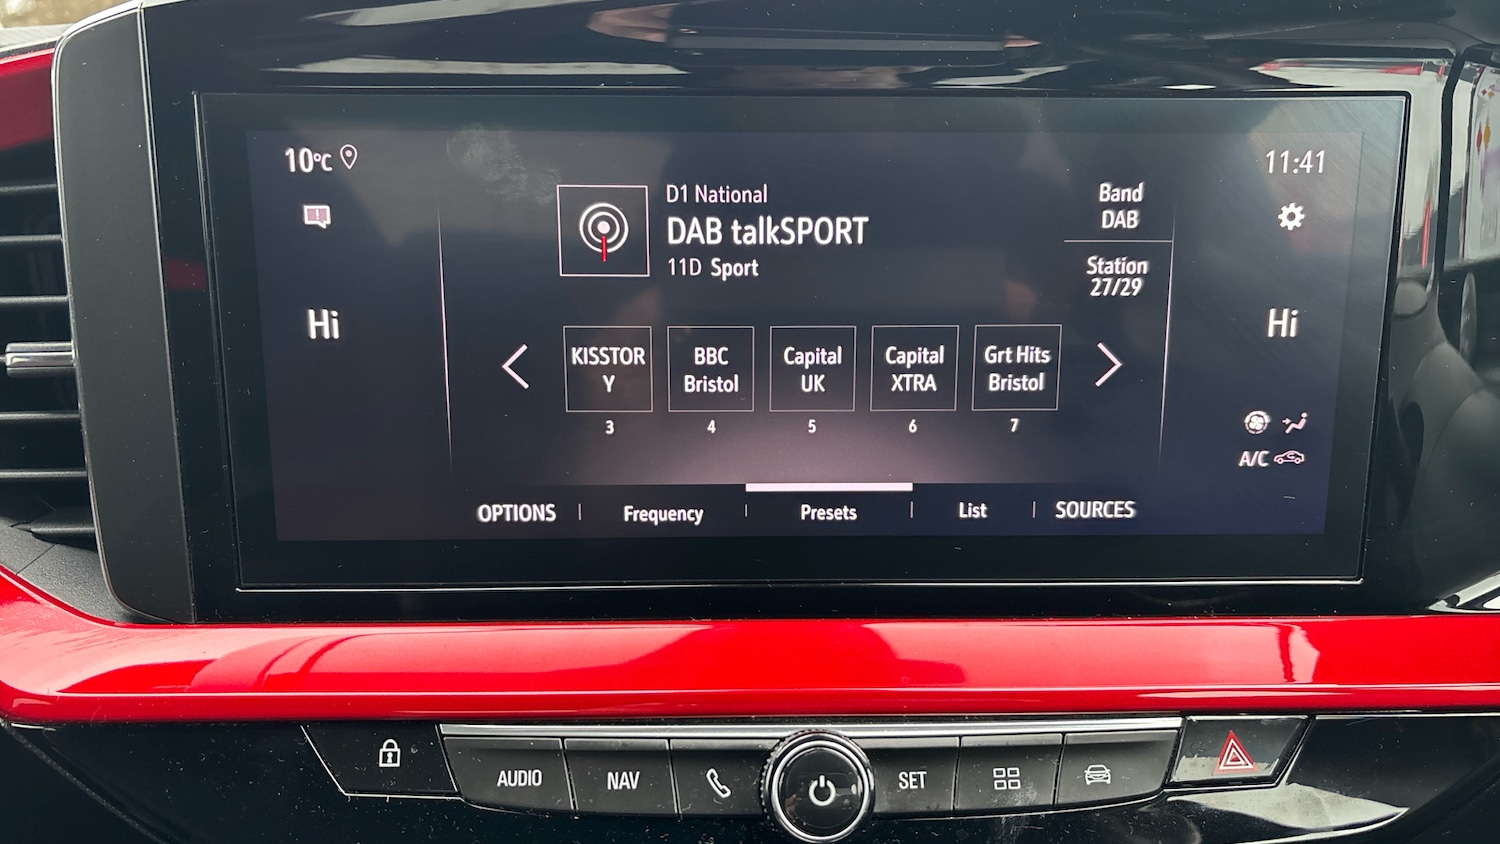 10°C
11:41
D1 National
DAB talkSPORT
11D Sport
Band
DAB
Station
27/29
Hi
Hi
KISSTOR
Y
3
BBC
Bristol
4
Capital
UK
5
Capital
XTRA
6
Grt Hits
Bristol
7
A/C
OPTIONS
Frequency
Presets
List
SOURCES
AUDIO
NAV
SET